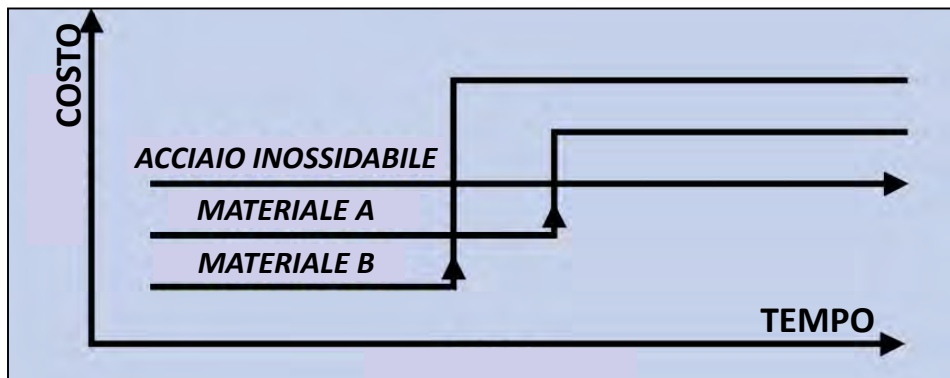 COSTO
ACCIAIO INOSSIDABILE
MATERIALE A
MATERIALE B
TEMPO